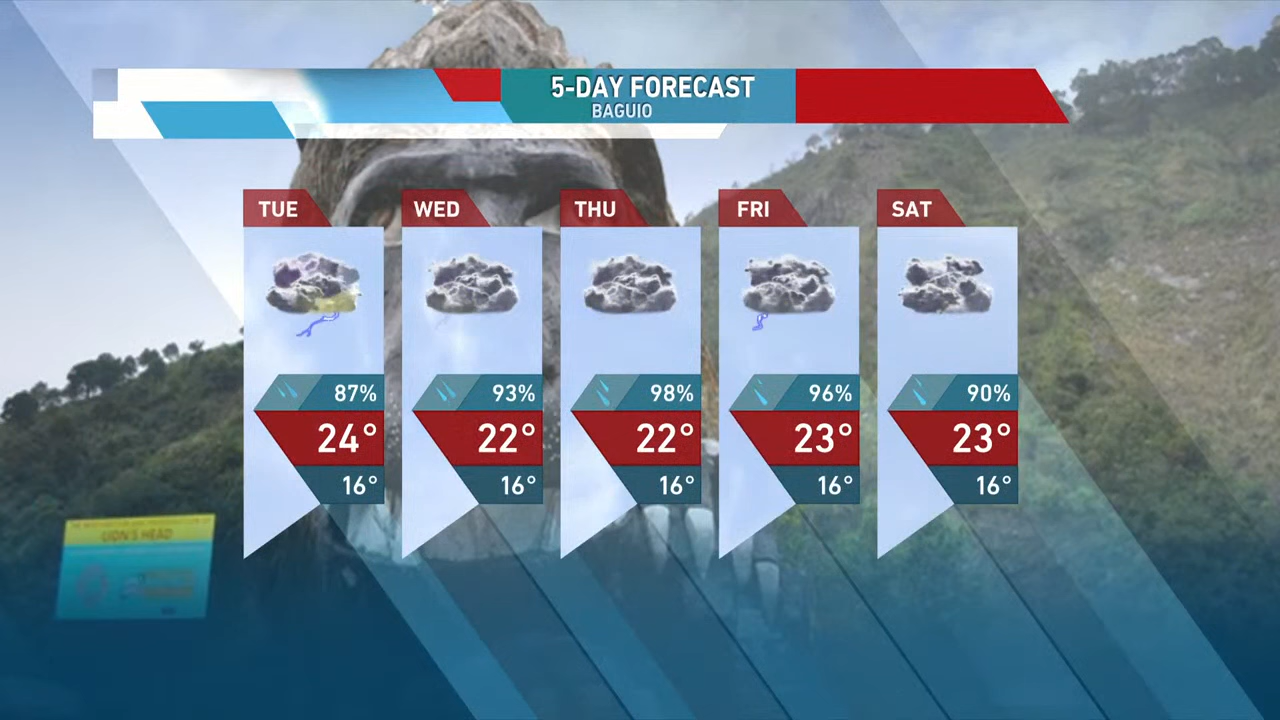 5-DAY FORECAST
BAGUIO
TUE WED THU FRI SAT
87% 93% 98% 96% 90%
24° 22° 22° 23° 23°
16° 16° 16° 16° 16°
LION'S HEAD